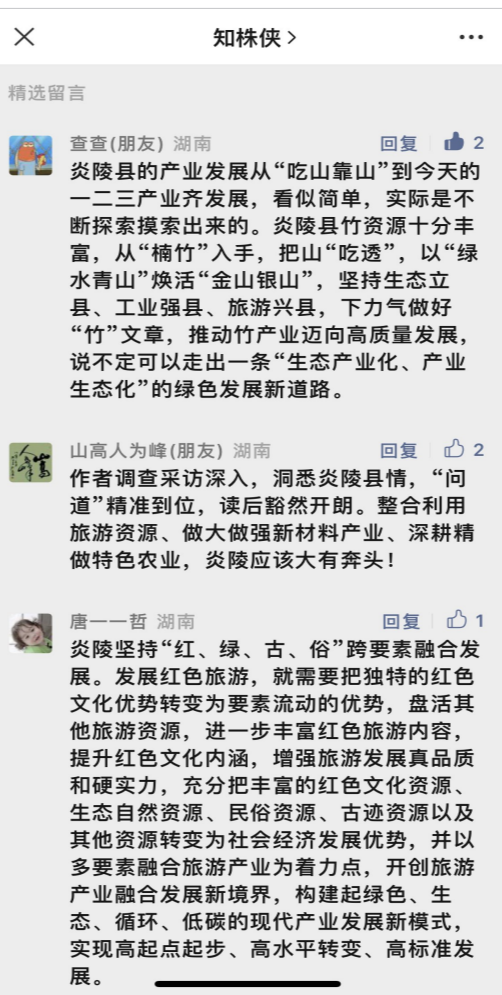 知株侠
精选留言
查查(朋友) 湖南 回复 2
炎陵县的产业发展从“吃山靠山”到今天的
一二三产业齐发展，看似简单，实际是不
断探索摸索出来的。炎陵县竹资源十分丰
富，从“楠竹”入手，把山“吃透”，以“绿
水青山”焕活“金山银山”，坚持生态立
县、工业强县、旅游兴县，下力气做好
“竹”文章，推动竹产业迈向高质量发展，
说不定可以走出一条“生态产业化、产业
生态化”的绿色发展新道路。
山高人为峰(朋友) 湖南 回复 2
作者调查采访深入，洞悉炎陵县情，“问
道”精准到位，读后豁然开朗。整合利用
旅游资源、做大做强新材料产业、深耕精
做特色农业，炎陵应该大有奔头！
唐一一哲 湖南 回复 1
炎陵坚持“红、绿、古、俗”跨要素融合发
展。发展红色旅游，就需要把独特的红色
文化优势转变为要素流动的优势，盘活其
他旅游资源，进一步丰富红色旅游内容，
提升红色文化内涵，增强旅游发展真品质
和硬实力，充分把丰富的红色文化资源、
生态自然资源、民俗资源、古迹资源以及
其他资源转变为社会经济发展优势，并以
多要素融合旅游产业为着力点，开创旅游
产业融合发展新境界，构建起绿色、生
态、循环、低碳的现代产业发展新模式，
实现高起点起步、高水平转变、高标准发
展。